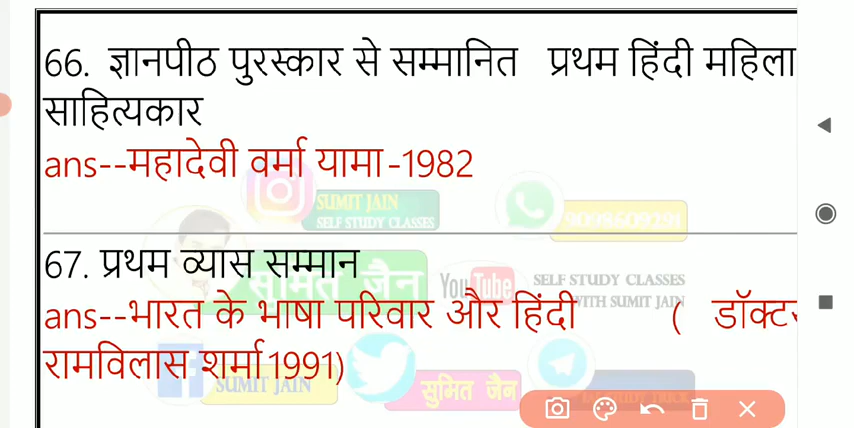 66. ज्ञानपीठ पुरस्कार से सम्मानित प्रथम हिंदी महिला
साहित्यकार
ans--महादेवी वर्मा यामा-1982
SUMIT JAIN
SELF STUDY CLASSES
67. प्रथम व्यास सम्मान
सुमित जैन
YouTube
SELF STUDY CLASSES
WITH SUMIT JAIN
ans--भारत के भाषा परिवार और हिंदी (
रामविलास शर्मा1991)
SUMIT JAIN
सुमित जैन